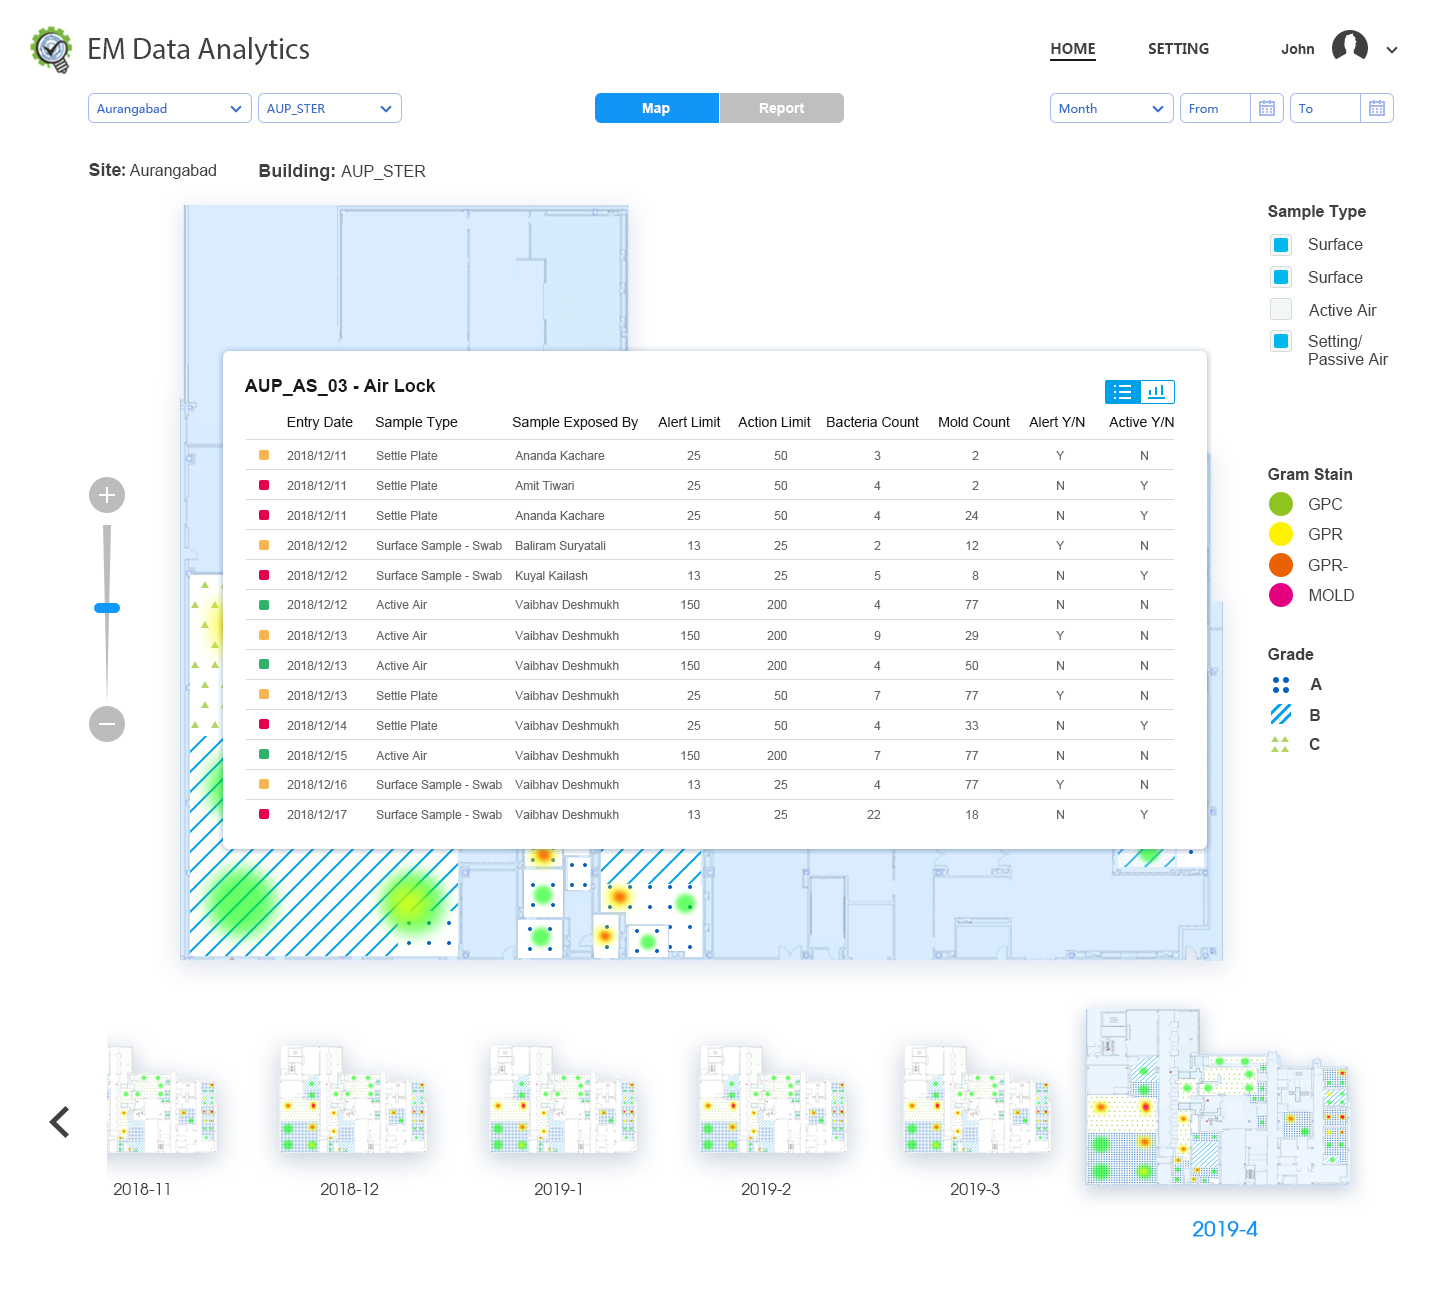 EM Data Analytics
HOME SETTING John
Aurangabad AUP_STER Map Report Month From To
Site: Aurangabad Building: AUP_STER
Sample Type
Surface
Surface
Active Air
Setting/
Passive Air
AUP_AS_03 - Air Lock
Entry Date Sample Type Sample Exposed By Alert Limit Action Limit Bacteria Count Mold Count Alert Y/N Active Y/N
2018/12/11 Settle Plate Ananda Kachare 25 50 3 2 Y N
2018/12/11 Settle Plate Amit Tiwari 25 50 4 2 N Y
2018/12/11 Settle Plate Ananda Kachare 25 50 4 24 N Y
2018/12/12 Surface Sample - Swab Baliram Suryatali 13 25 2 12 Y N
2018/12/12 Surface Sample - Swab Kuyal Kailash 13 25 5 8 N Y
2018/12/12 Active Air Vaibhav Deshmukh 150 200 4 77 N N
2018/12/13 Active Air Vaibhav Deshmukh 150 200 9 29 Y N
2018/12/13 Active Air Vaibhav Deshmukh 150 200 4 50 N N
2018/12/13 Settle Plate Vaibhav Deshmukh 25 50 7 77 Y N
2018/12/14 Settle Plate Vaibhav Deshmukh 25 50 4 33 N Y
2018/12/15 Active Air Vaibhav Deshmukh 150 200 7 77 N N
2018/12/16 Surface Sample - Swab Vaibhav Deshmukh 13 25 4 77 Y N
2018/12/17 Surface Sample - Swab Vaibhav Deshmukh 13 25 22 18 N Y
Gram Stain
GPC
GPR
GPR-
MOLD
Grade
A
B
C
2018-11 2018-12 2019-1 2019-2 2019-3
2019-4